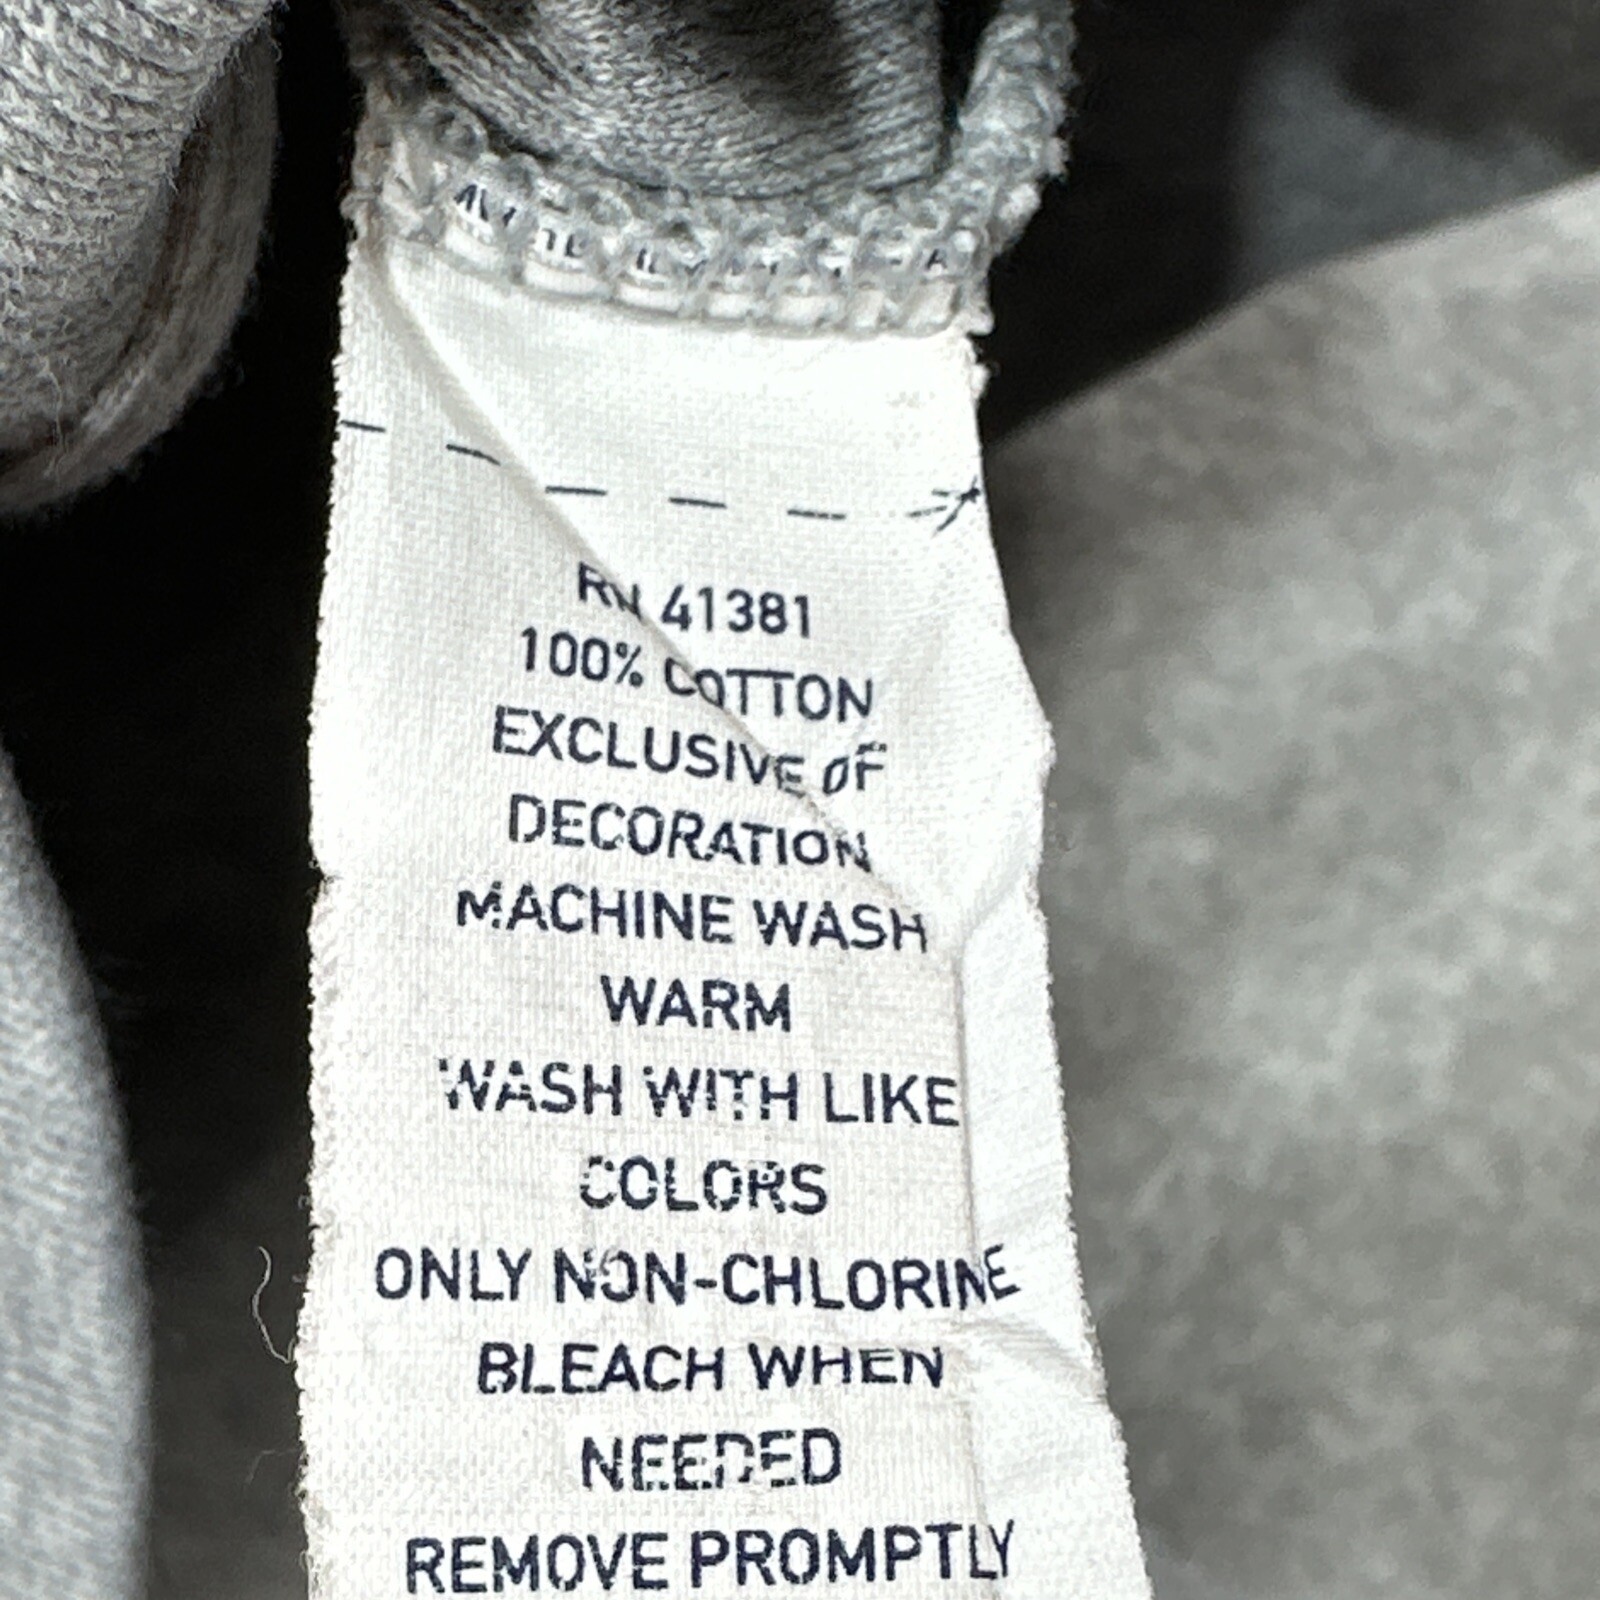 RN 41381
100% COTTON
EXCLUSIVE OF
DECORATION
MACHINE WASH
WARM
WASH WITH LIKE
COLORS
ONLY NON-CHLORINE
BLEACH WHEN
NEEDED
REMOVE PROMPTLY